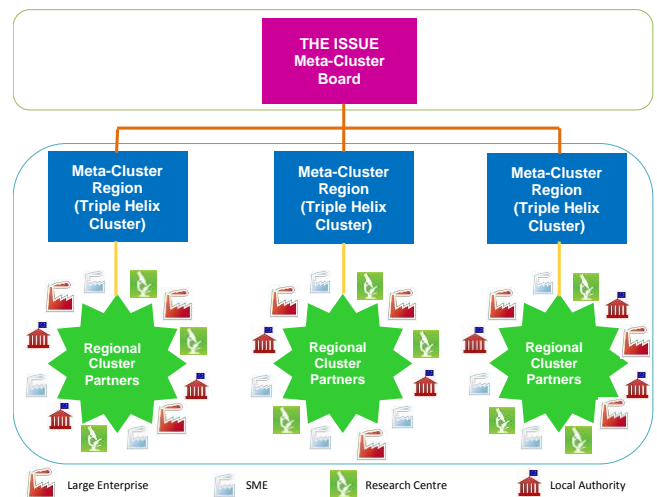 THE ISSUE
Meta-Cluster
Board
Meta-Cluster
Region
(Triple Helix
Cluster)
Meta-Cluster
Region
(Triple Helix
Cluster)
Meta-Cluster
Region
(Triple Helix
Cluster)
Regional
Cluster
Partners
Regional
Cluster
Partners
Regional
Cluster
Partners
Large Enterprise
SME
Research Centre
Local Authority